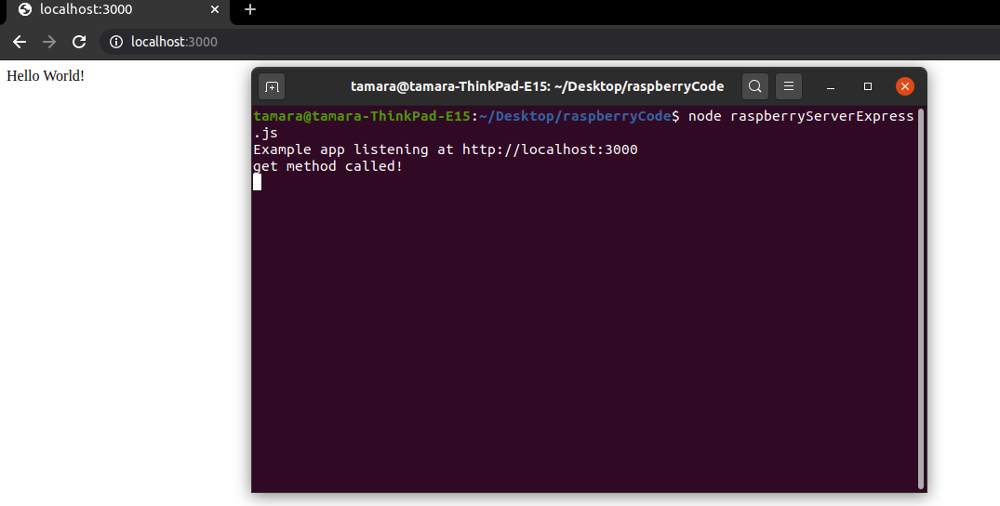 localhost:3000
localhost:3000
Hello World!
tamara@tamara-ThinkPad-E15: ~/Desktop/raspberryCode
tamara@tamara-ThinkPad-E15:~/Desktop/raspberryCode$ node raspberryServerExpress
.js
Example app listening at http://localhost:3000
get method called!